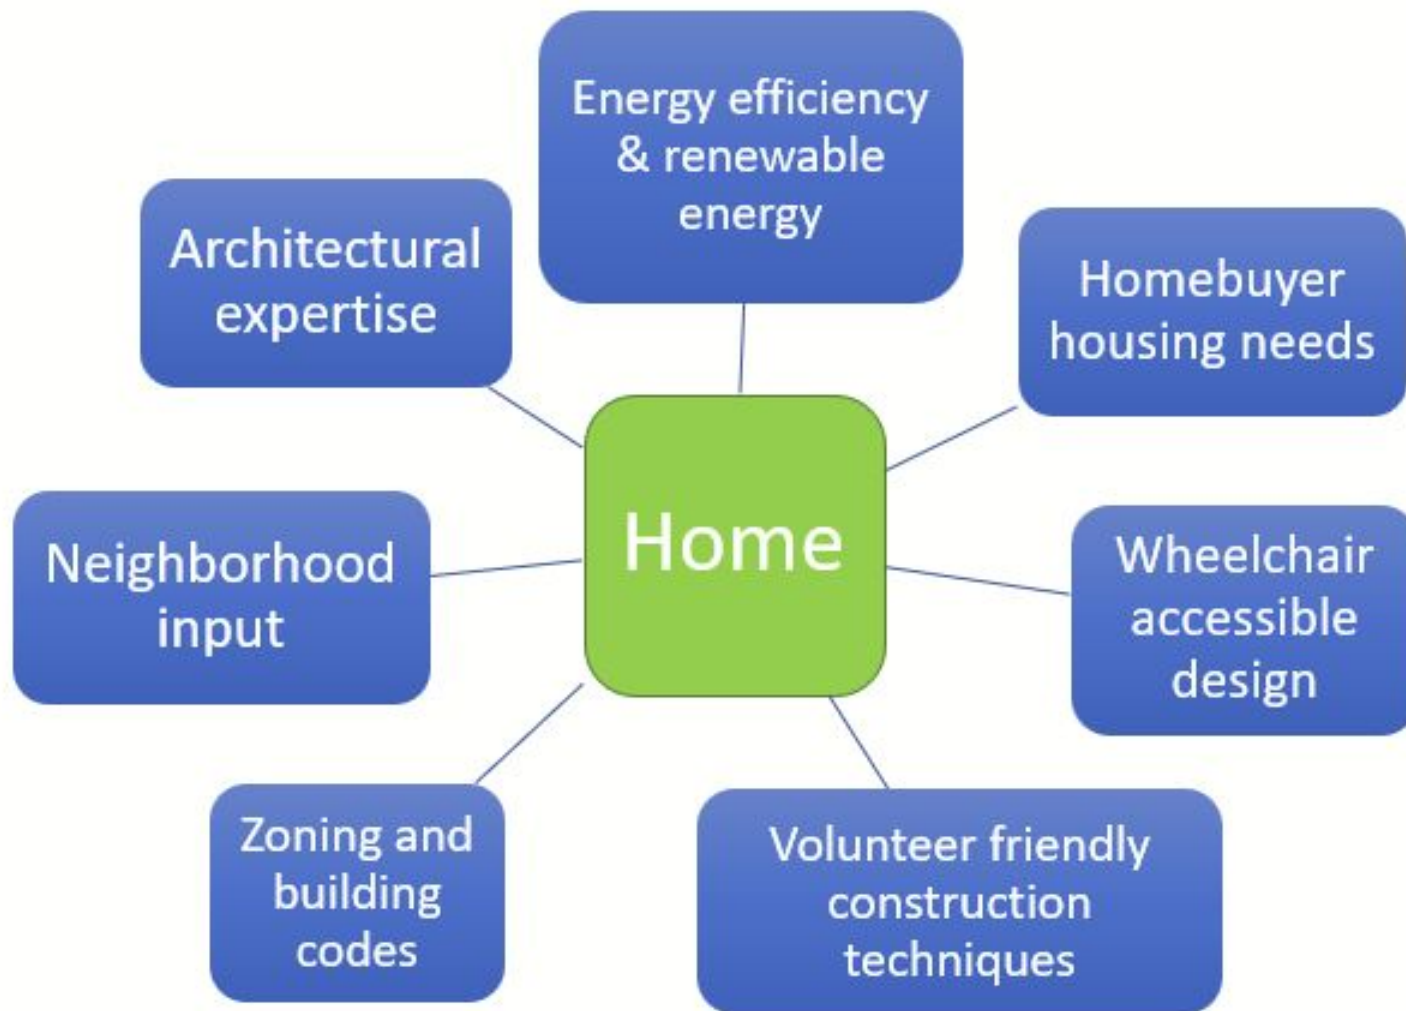 Energy efficiency
& renewable
energy
Architectural
expertise
Homebuyer
housing needs
Home
Neighborhood
input
Wheelchair
accessible
design
Zoning and
building
codes
Volunteer friendly
construction
techniques